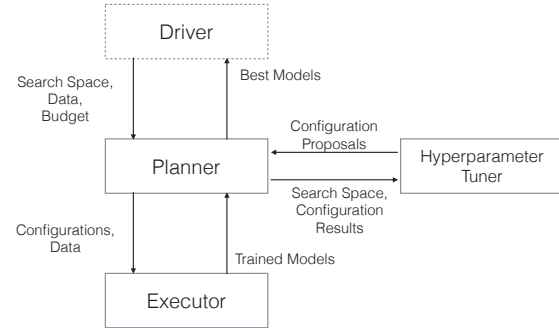 Driver
Search Space,
Data,
Budget
Best Models
Planner
Configuration
Proposals
Hyperparameter
Tuner
Search Space,
Configuration
Results
Configurations,
Data
Trained Models
Executor